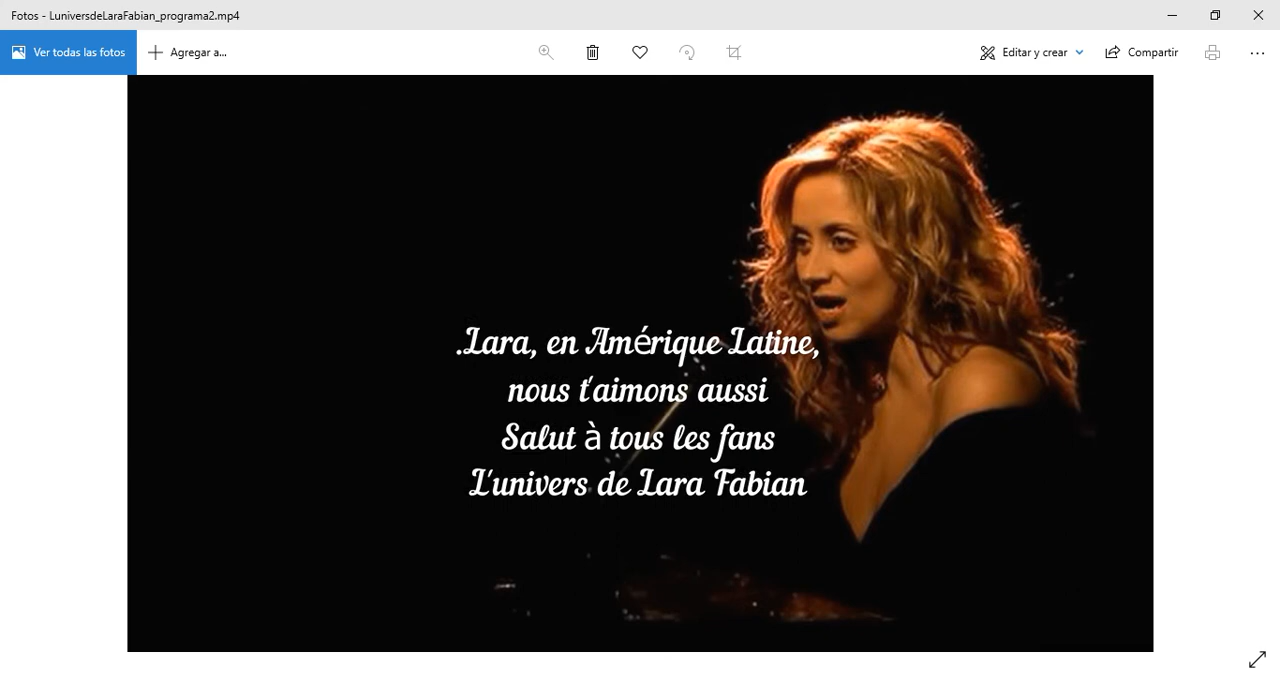 Fotos - LuniversdeLaraFabian_programa2.mp4
Ver todas las fotos
Agregar a...
Editar y crear
Compartir
.Lara, en Amérique Latine,
nous t'aimons aussi
Salut à tous les fans
L'univers de Lara Fabian